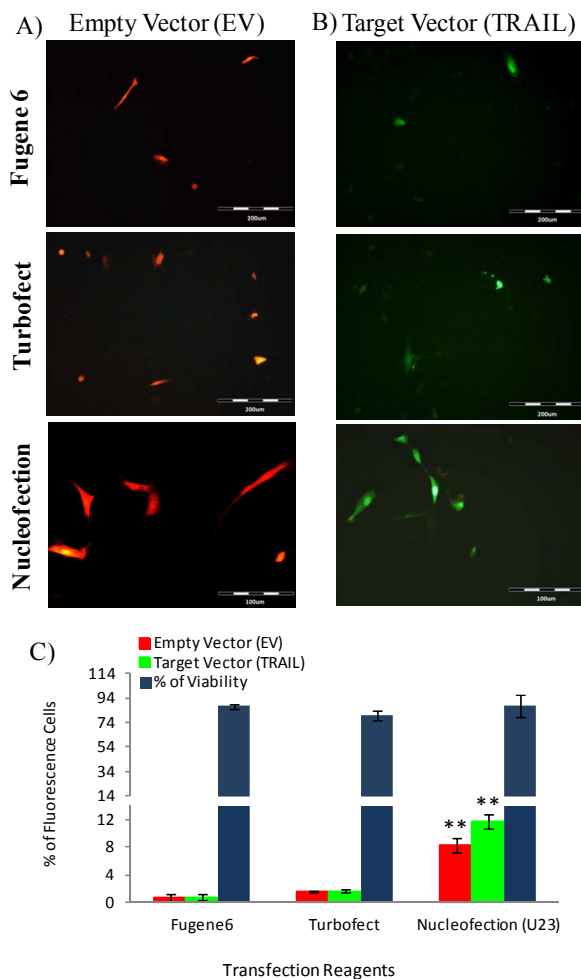 A) Empty Vector (EV)
B) Target Vector (TRAIL)
Fugene 6
200um
200um
Turbofect
200um
200um
Nucleofection
100um
100um
C)
Empty Vector (EV)
Target Vector (TRAIL)
% of Viability
% of Fluorescence Cells
114
94
74
54
34
14
12
8
4
0
**
**
Fugene6
Turbofect
Nucleofection (U23)
Transfection Reagents